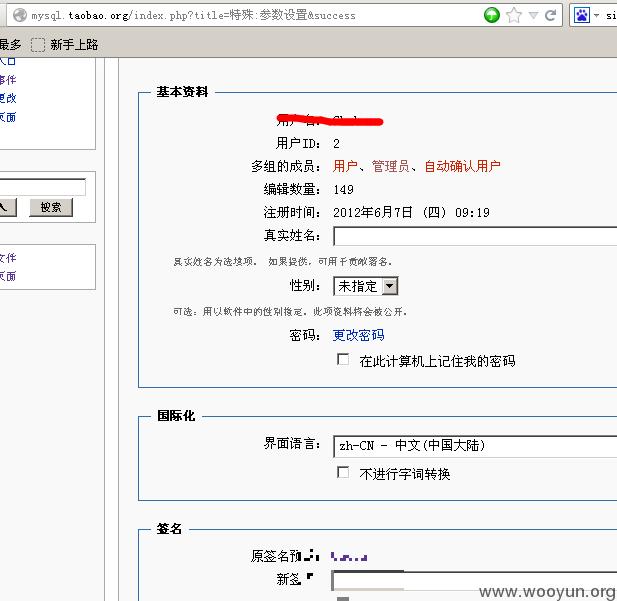 mysql.taobao.org/index.php?title=特殊:参数设置&success
最多 新手上路
事件
更改
页面
搜索
文件
页面
基本资料
用户名:
用户ID: 2
多组的成员: 用户、管理员、自动确认用户
编辑数量: 149
注册时间: 2012年6月7日 (四) 09:19
真实姓名:
真实姓名为选填项。 如果提供,可用于贡献署名。
性别: 未指定
可选:用以软件中的性别指定。此项资料将会被公开。
密码: 更改密码
在此计算机上记住我的密码
国际化
界面语言: zh-CN - 中文(中国大陆)
不进行字词转换
签名
原签名预
新签
www.wooyun.org